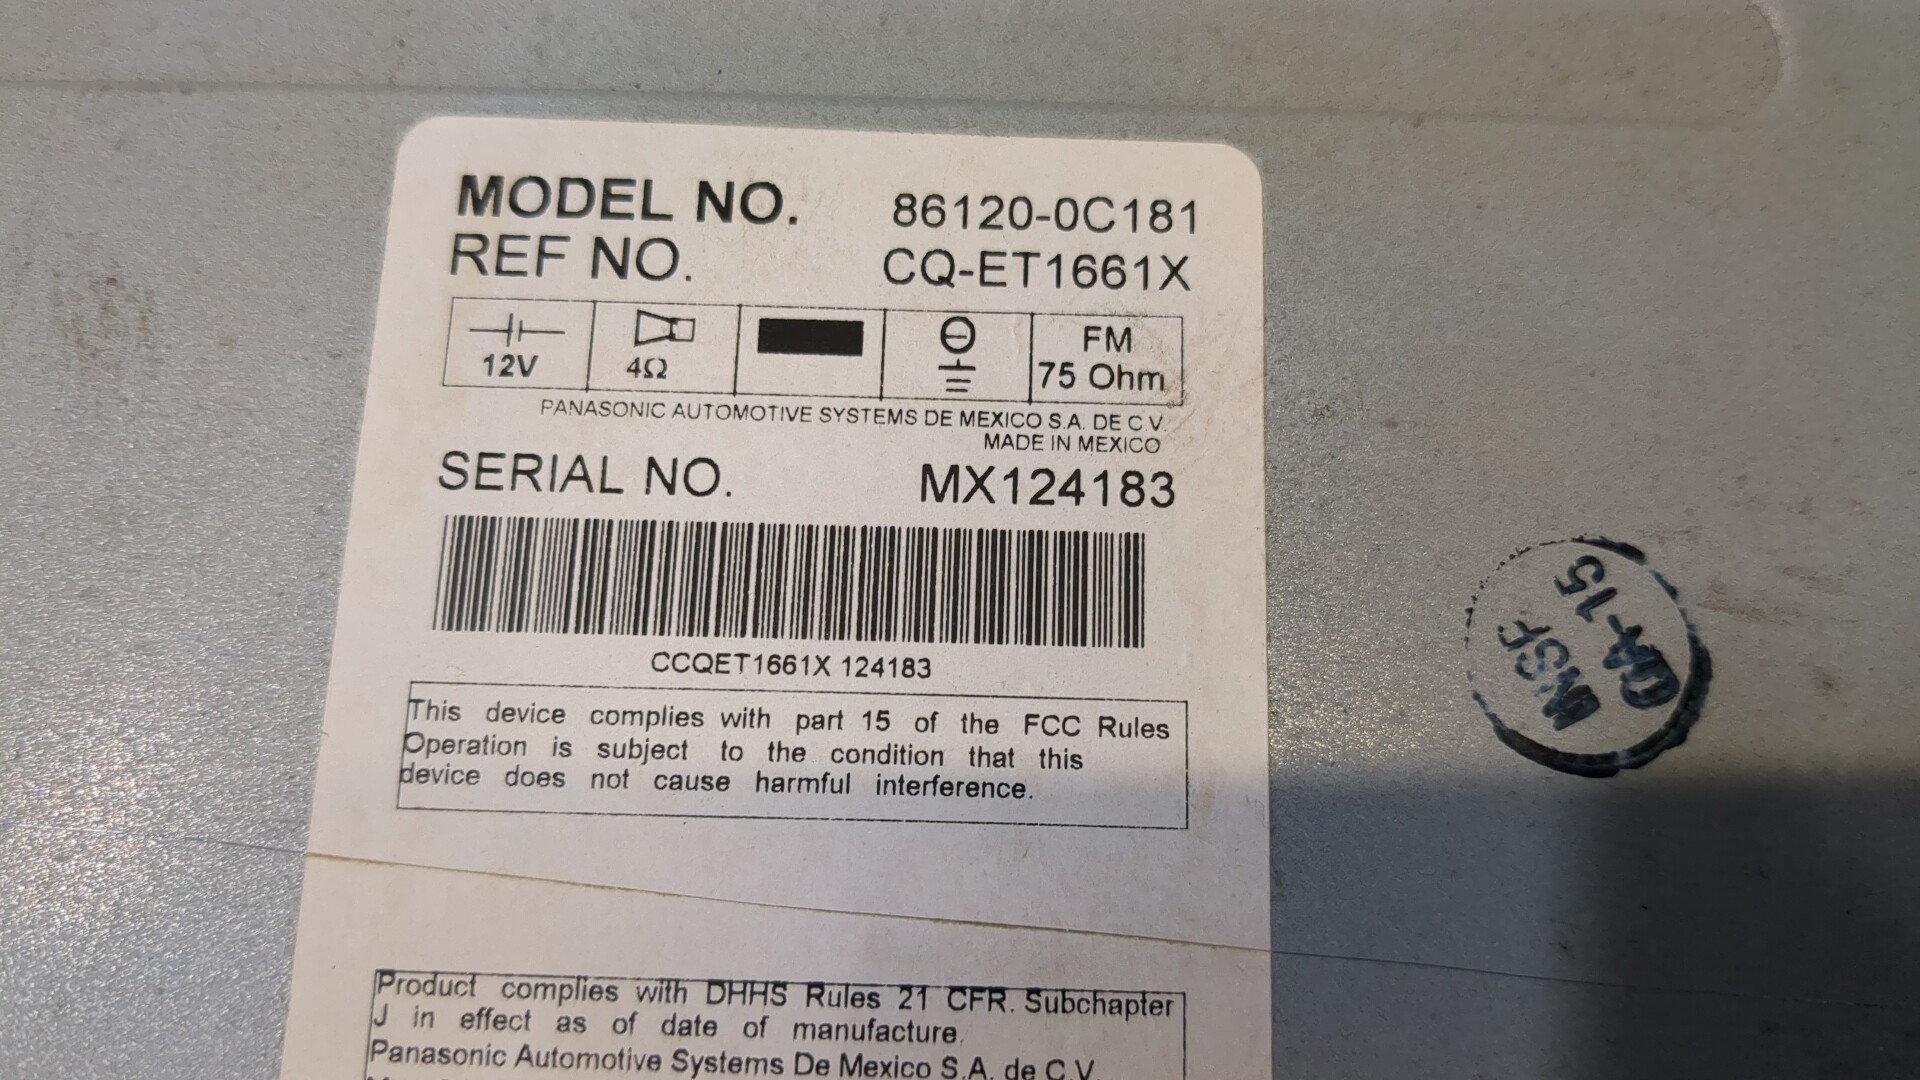 MODEL NO. 86120-0C181
REF NO. CQ-ET1661X
12V 4Ω FM
75 Ohm
PANASONIC AUTOMOTIVE SYSTEMS DE MEXICO S.A. DE C.V.
MADE IN MEXICO
SERIAL NO. MX124183
CCQET1661X 124183
This device complies with part 15 of the FCC Rules
Operation is subject to the condition that this
device does not cause harmful interference.
Product complies with DHHS Rules 21 CFR. Subchapter
J in effect as of date of manufacture.
Panasonic Automotive Systems De Mexico S.A. de C.V.
INSF
QA-15